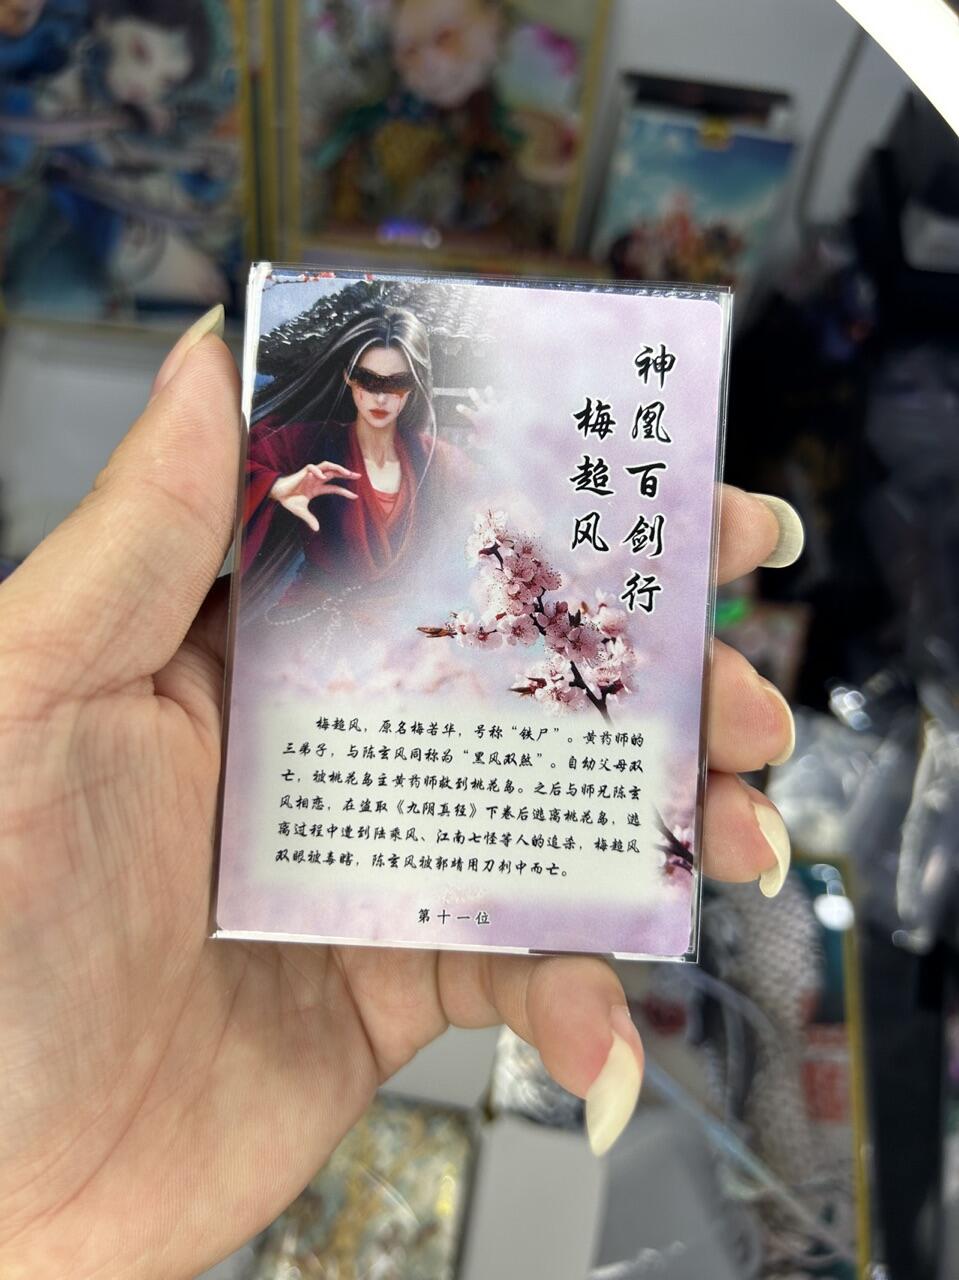 神凰百剑行
梅超风
梅超风，原名梅若华，号称“铁尸”。黄药师的
三弟子，与陈玄风同称为“黑风双煞”。自幼父母双
亡，被桃花岛主黄药师救到桃花岛。之后与师兄陈玄
风相恋，在盗取《九阴真经》下卷后逃离桃花岛，逃
离过程中遭到陆乘风、江南七怪等人的追杀，梅超风
双眼被毒瞎，陈玄风被郭靖用刀刺中而亡。
第十一位